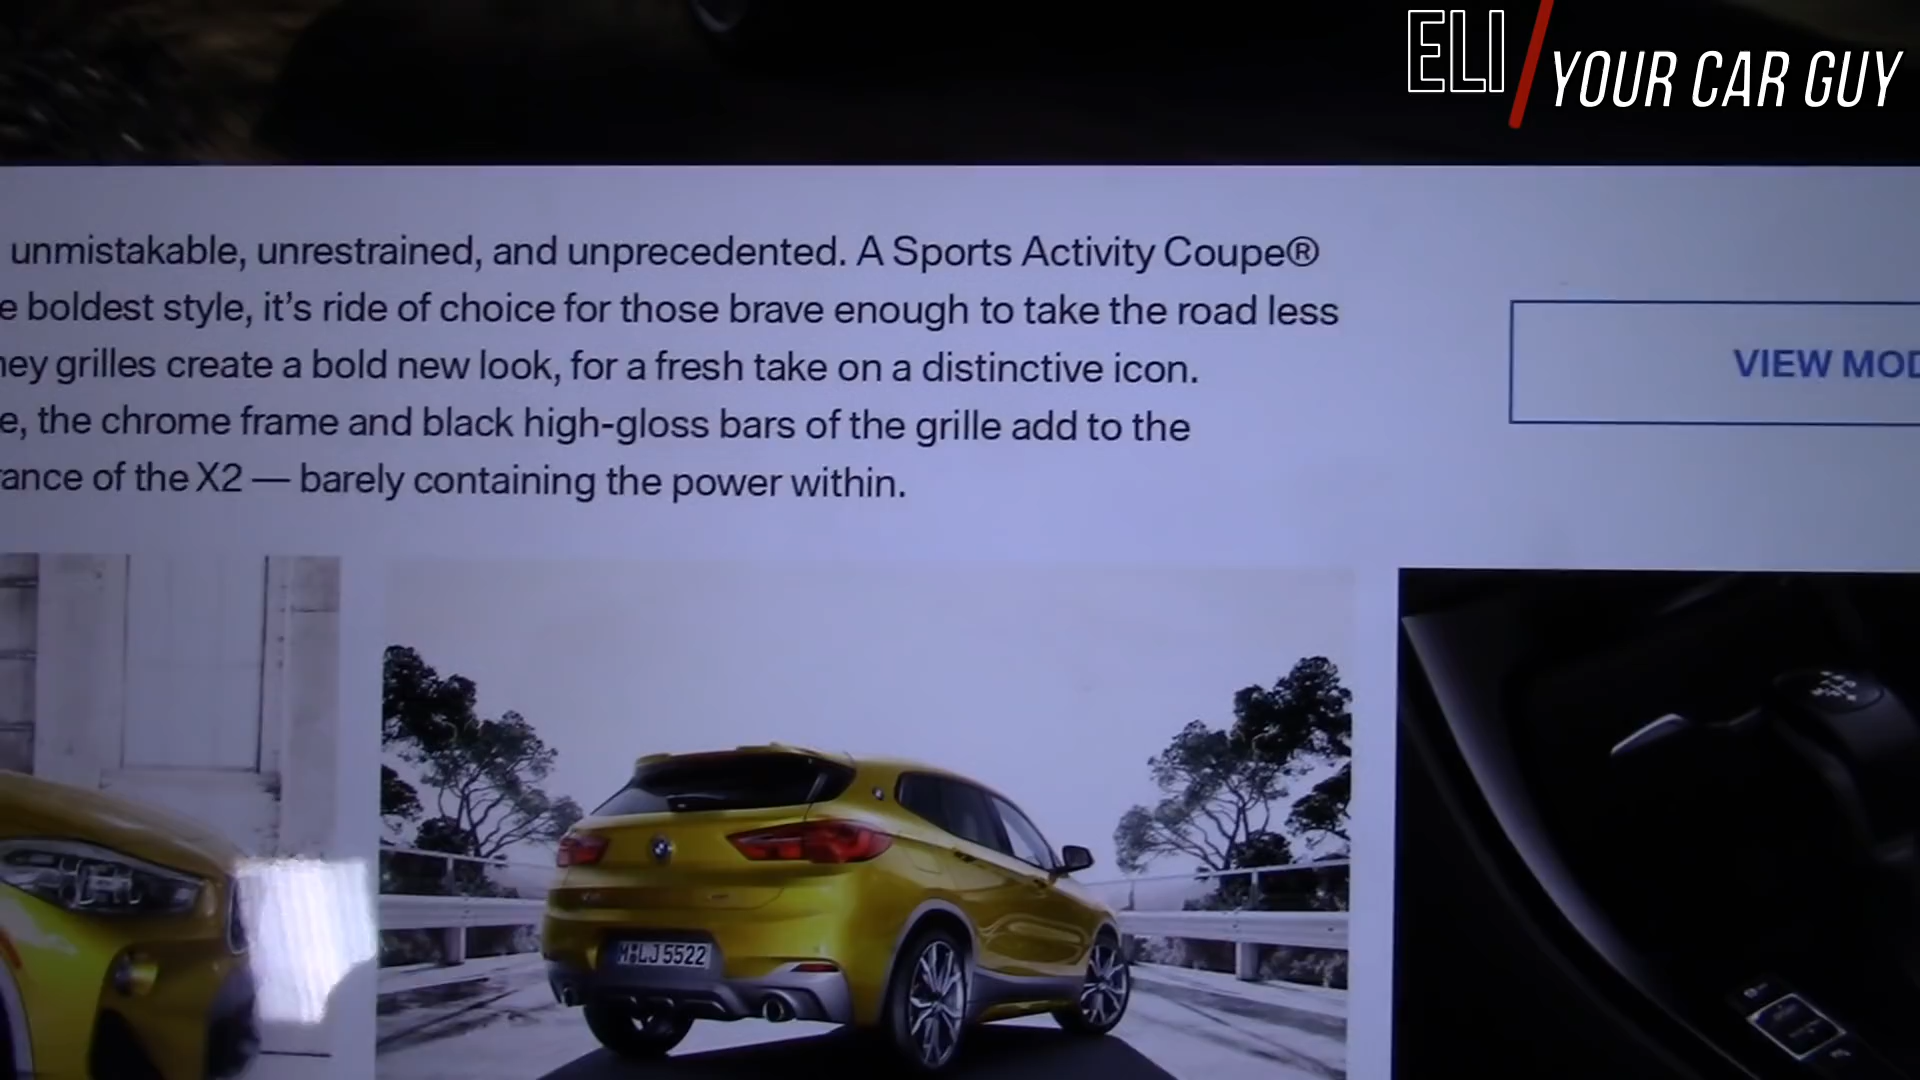 ELI
YOUR CAR GUY
unmistakable, unrestrained, and unprecedented. A Sports Activity Coupe®
boldest style, it's ride of choice for those brave enough to take the road less
grilles create a bold new look, for a fresh take on a distinctive icon.
the chrome frame and black high-gloss bars of the grille add to the
of the X2 — barely containing the power within.
VIEW
M LJ 5522